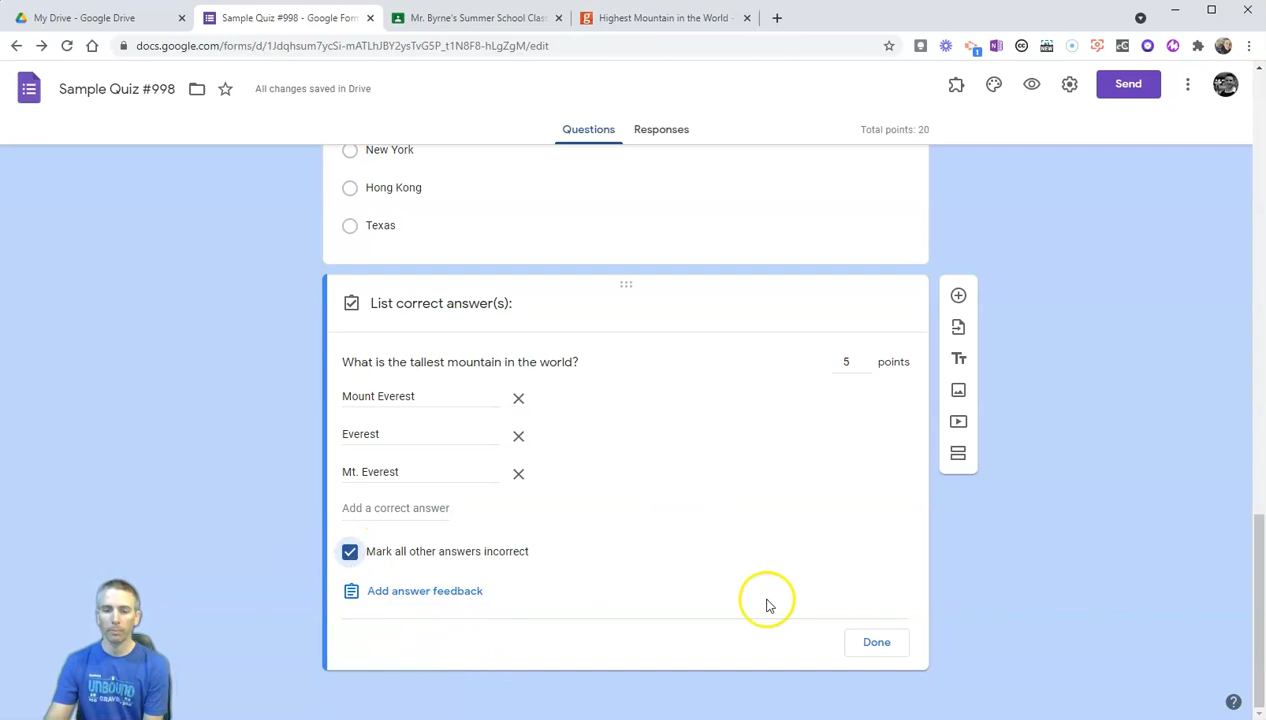 My Drive - Google Drive
Sample Quiz #998 - Google Form
Mr. Byrne's Summer School Class
Highest Mountain in the World -
docs.google.com/forms/d/1Jdqhsum7ycSi-mATLhJBY2ysTvG5P_t1N8F8-hLgZgM/edit
Sample Quiz #998
All changes saved in Drive
Send
Questions
Responses
Total points: 20
New York
Hong Kong
Texas
List correct answer(s):
What is the tallest mountain in the world?
5
points
Mount Everest
Everest
Mt. Everest
Add a correct answer
Mark all other answers incorrect
Add answer feedback
Done
UNBOUND